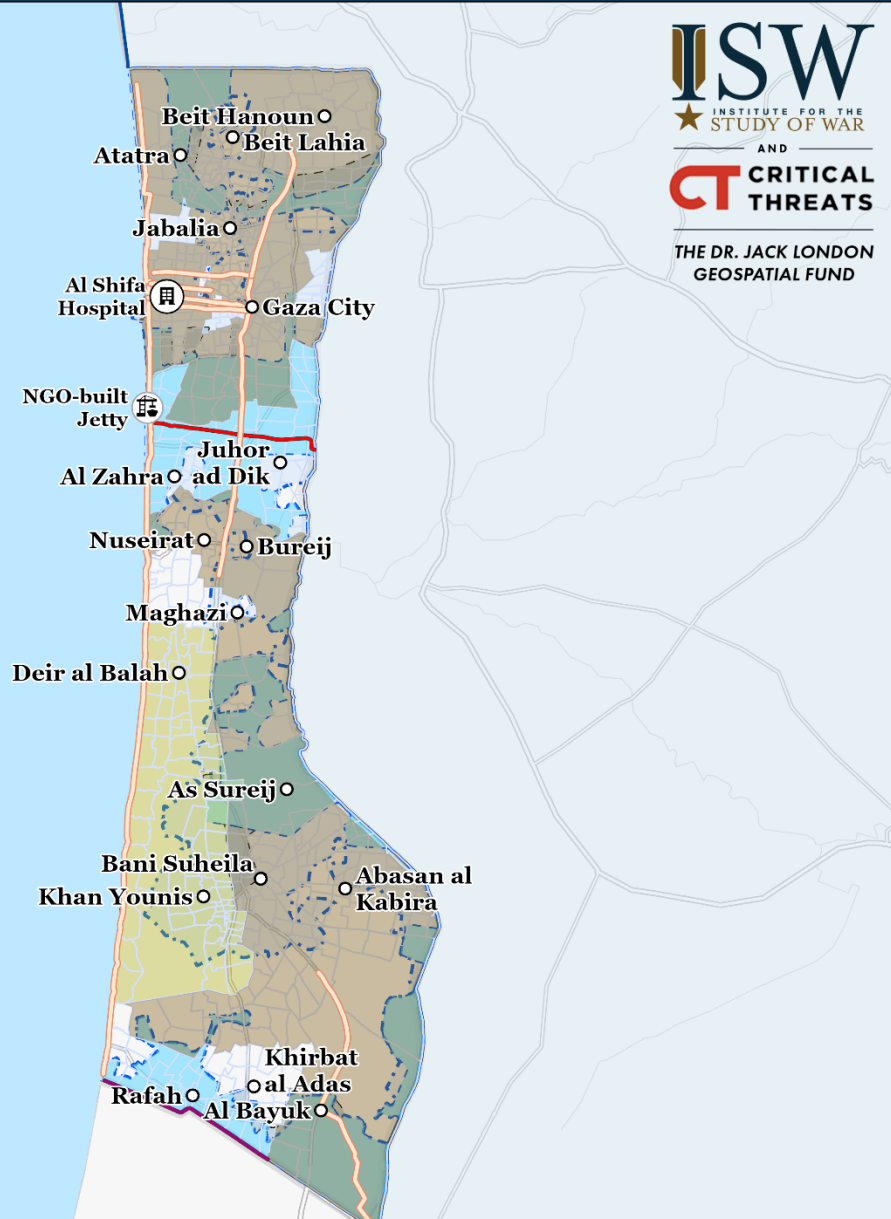 ISW
INSTITUTE FOR THE
STUDY OF WAR
AND
CT CRITICAL
THREATS
THE DR. JACK LONDON
GEOSPATIAL FUND
Beit Hanoun
Beit Lahia
Atatra
Jabalia
Al Shifa
Hospital
Gaza City
NGO-built
Jetty
Juhor
ad Dik
Al Zahra
Nuseirat
Bureij
Maghazi
Deir al Balah
As Sureij
Bani Suheila
Abasan al
Kabira
Khan Younis
Khirbat
al Adas
Rafah
Al Bayuk